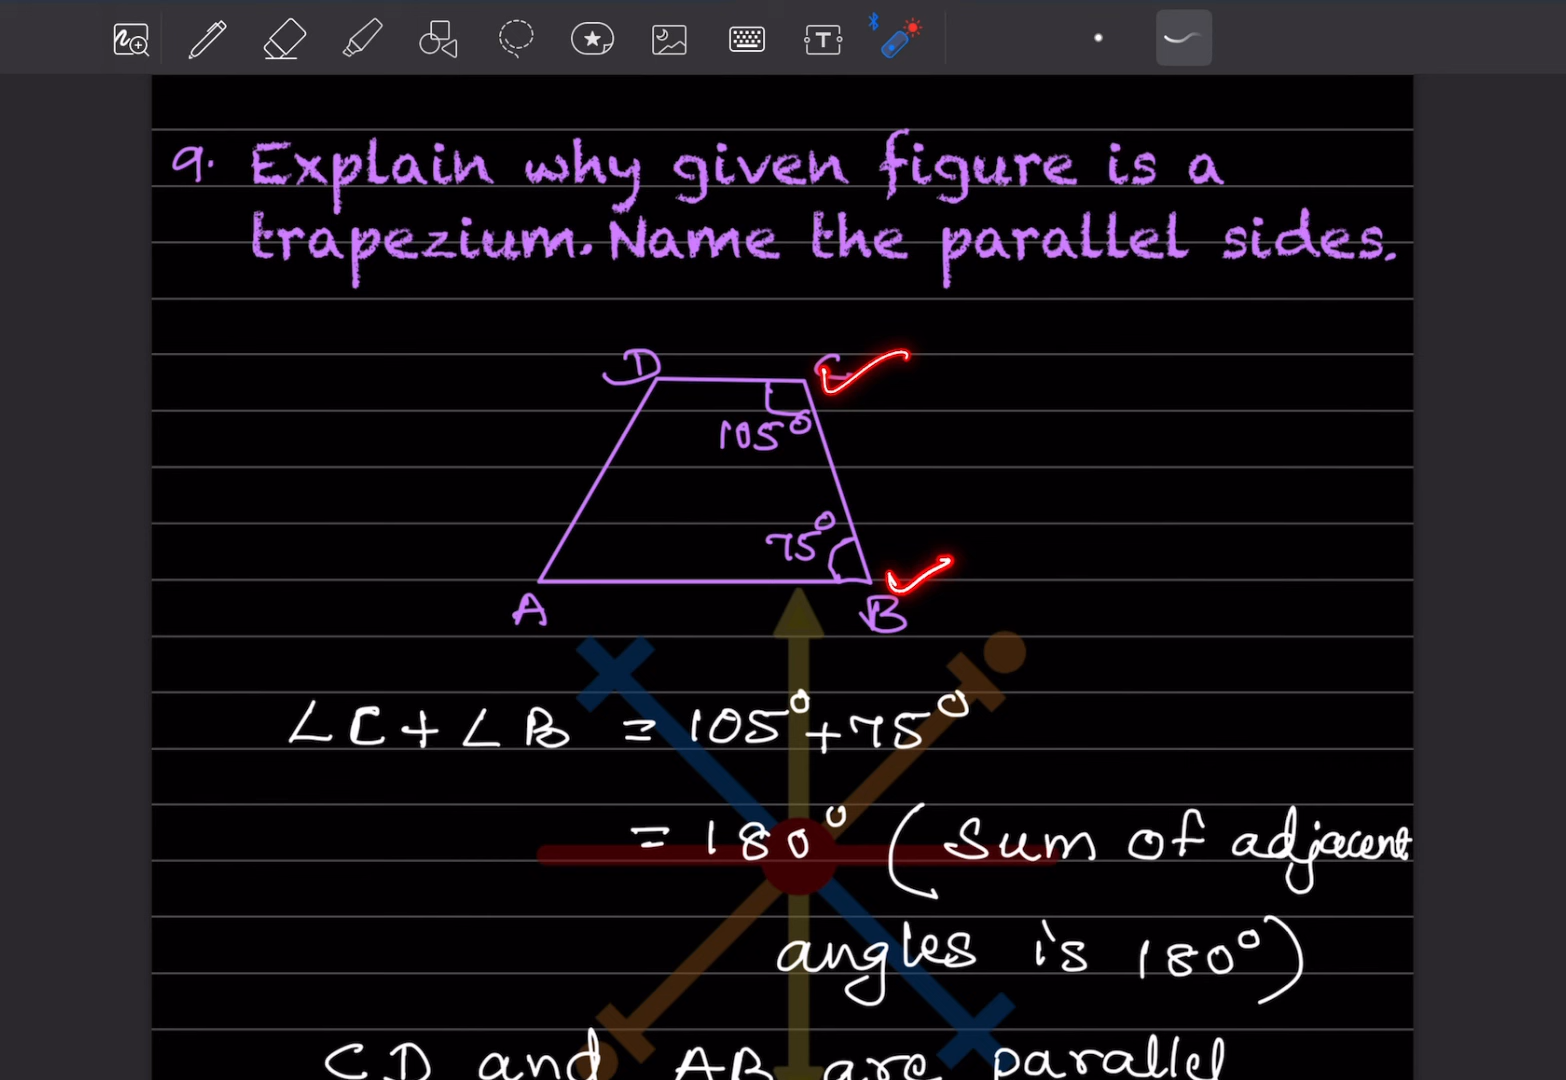 9. Explain why given figure is a
trapezium. Name the parallel sides.
D C
105°
75°
A B
∠C + ∠B = 105° + 75°
= 180° (Sum of adjacent
angles is 180°)
CD and AB are parallel